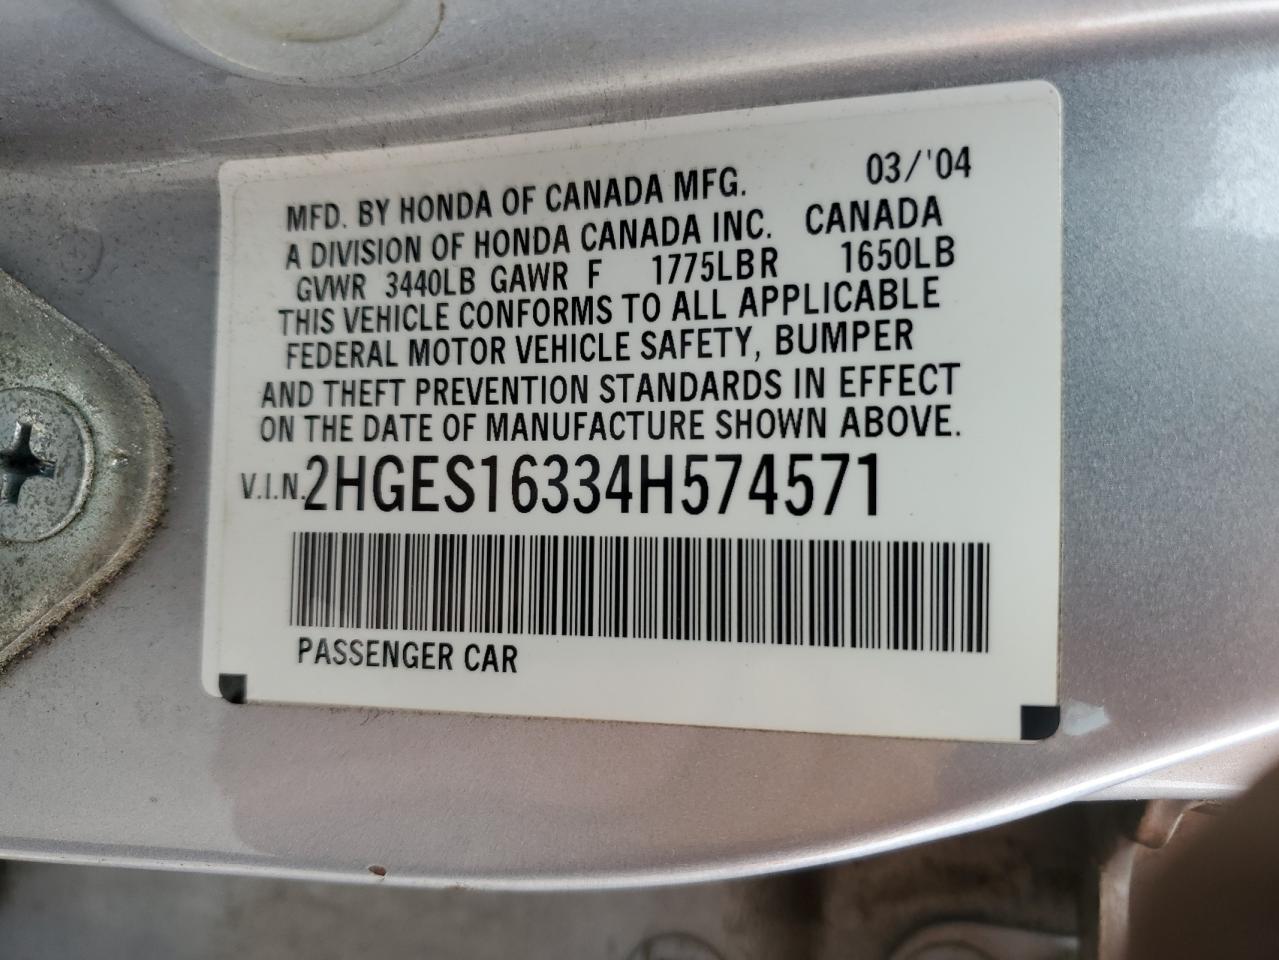 03/'04
MFD. BY HONDA OF CANADA MFG.
A DIVISION OF HONDA CANADA INC. CANADA
GVWR 3440LB GAWR F 1775LBR 1650LB
THIS VEHICLE CONFORMS TO ALL APPLICABLE
FEDERAL MOTOR VEHICLE SAFETY, BUMPER
AND THEFT PREVENTION STANDARDS IN EFFECT
ON THE DATE OF MANUFACTURE SHOWN ABOVE.
V.I.N. 2HGES16334H574571
PASSENGER CAR